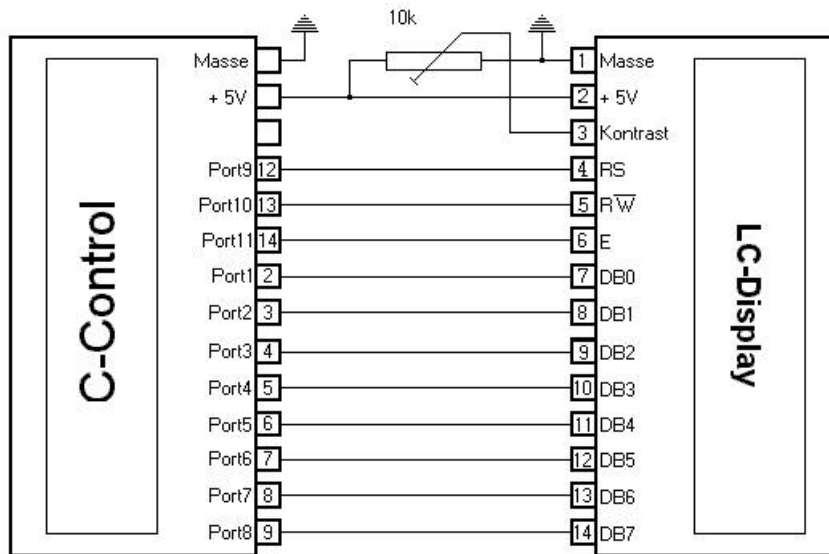 10k
Masse 1 Masse
+ 5V 2 + 5V
3 Kontrast
Port9 12 4 RS
Port10 13 5 RW̅
Port11 14 6 E
Port1 2 7 DB0
Port2 3 8 DB1
Port3 4 9 DB2
Port4 5 10 DB3
Port5 6 11 DB4
Port6 7 12 DB5
Port7 8 13 DB6
Port8 9 14 DB7
C-Control
LC-Display